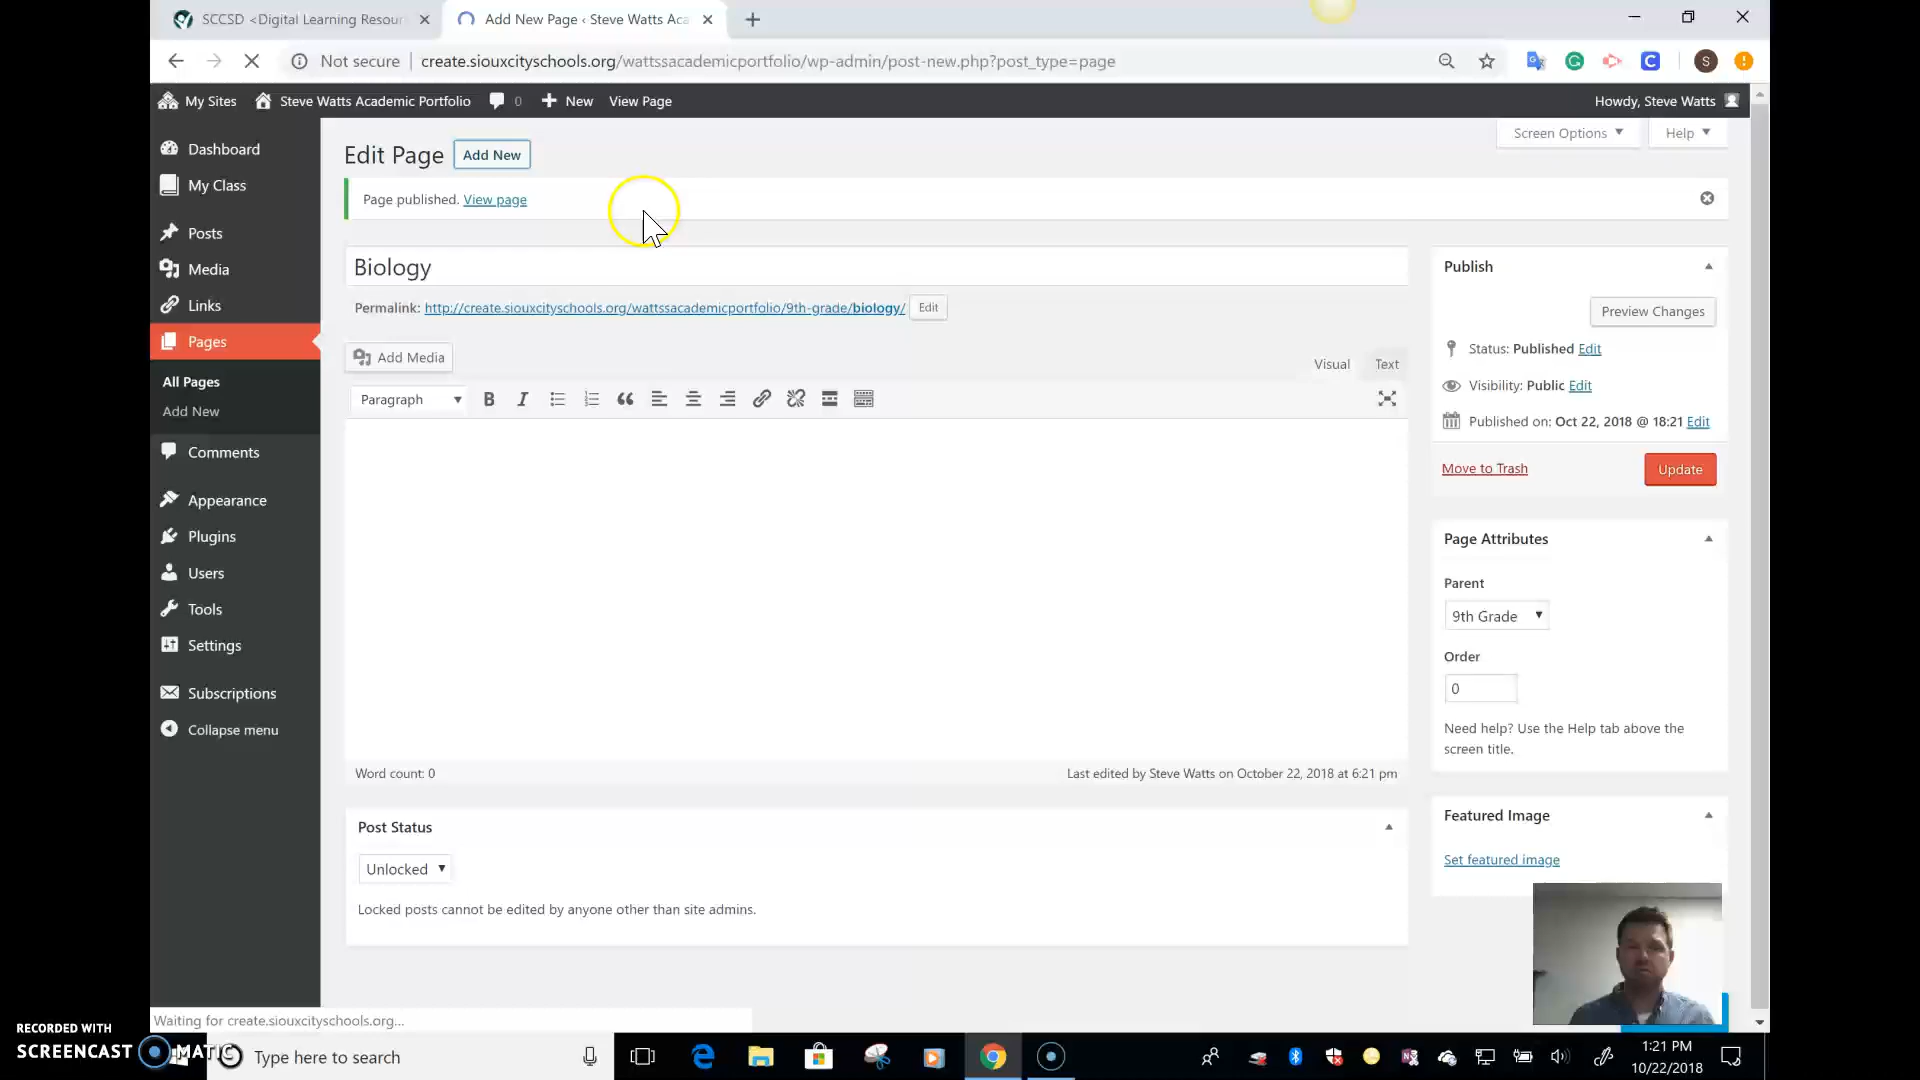 SCCSD <Digital Learning Resour
Add New Page ‹ Steve Watts Aca
Not secure | create.siouxcityschools.org/wattssacademicportfolio/wp-admin/post-new.php?post_type=page
S
My Sites Steve Watts Academic Portfolio 0 New View Page Howdy, Steve Watts
Screen Options Help
Dashboard
My Class
Posts
Media
Links
Pages
All Pages
Add New
Comments
Appearance
Plugins
Users
Tools
Settings
Subscriptions
Collapse menu
Edit Page Add New
Page published. View page
Biology
Permalink: http://create.siouxcityschools.org/wattssacademicportfolio/9th-grade/biology/ Edit
Add Media
Visual Text
Paragraph B I
Word count: 0
Last edited by Steve Watts on October 22, 2018 at 6:21 pm
Post Status
Unlocked
Locked posts cannot be edited by anyone other than site admins.
Publish
Preview Changes
Status: Published Edit
Visibility: Public Edit
Published on: Oct 22, 2018 @ 18:21 Edit
Move to Trash Update
Page Attributes
Parent
9th Grade
Order
0
Need help? Use the Help tab above the
screen title.
Featured Image
Set featured image
Waiting for create.siouxcityschools.org...
RECORDED WITH
SCREENCAST MATIC
Type here to search
1:21 PM
10/22/2018